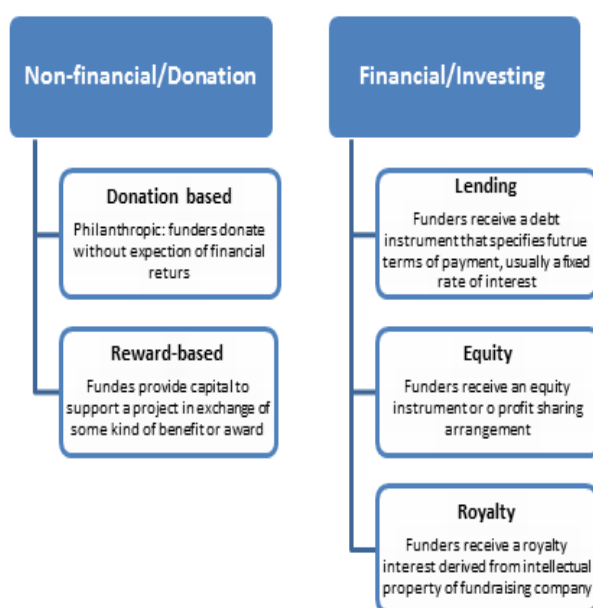 Non-financial/Donation
Donation based
Philanthropic: funders donate
without expection of financial
returs
Reward-based
Fundes provide capital to
support a project in exchange of
some kind of benefit or award
Financial/Investing
Lending
Funders receive a debt
instrument that specifies futrue
terms of payment, usually a fixed
rate of interest
Equity
Funders receive an equity
instrument or o profit sharing
arrangement
Royalty
Funders receive a royalty
interest derived from intellectual
property of fundraising company